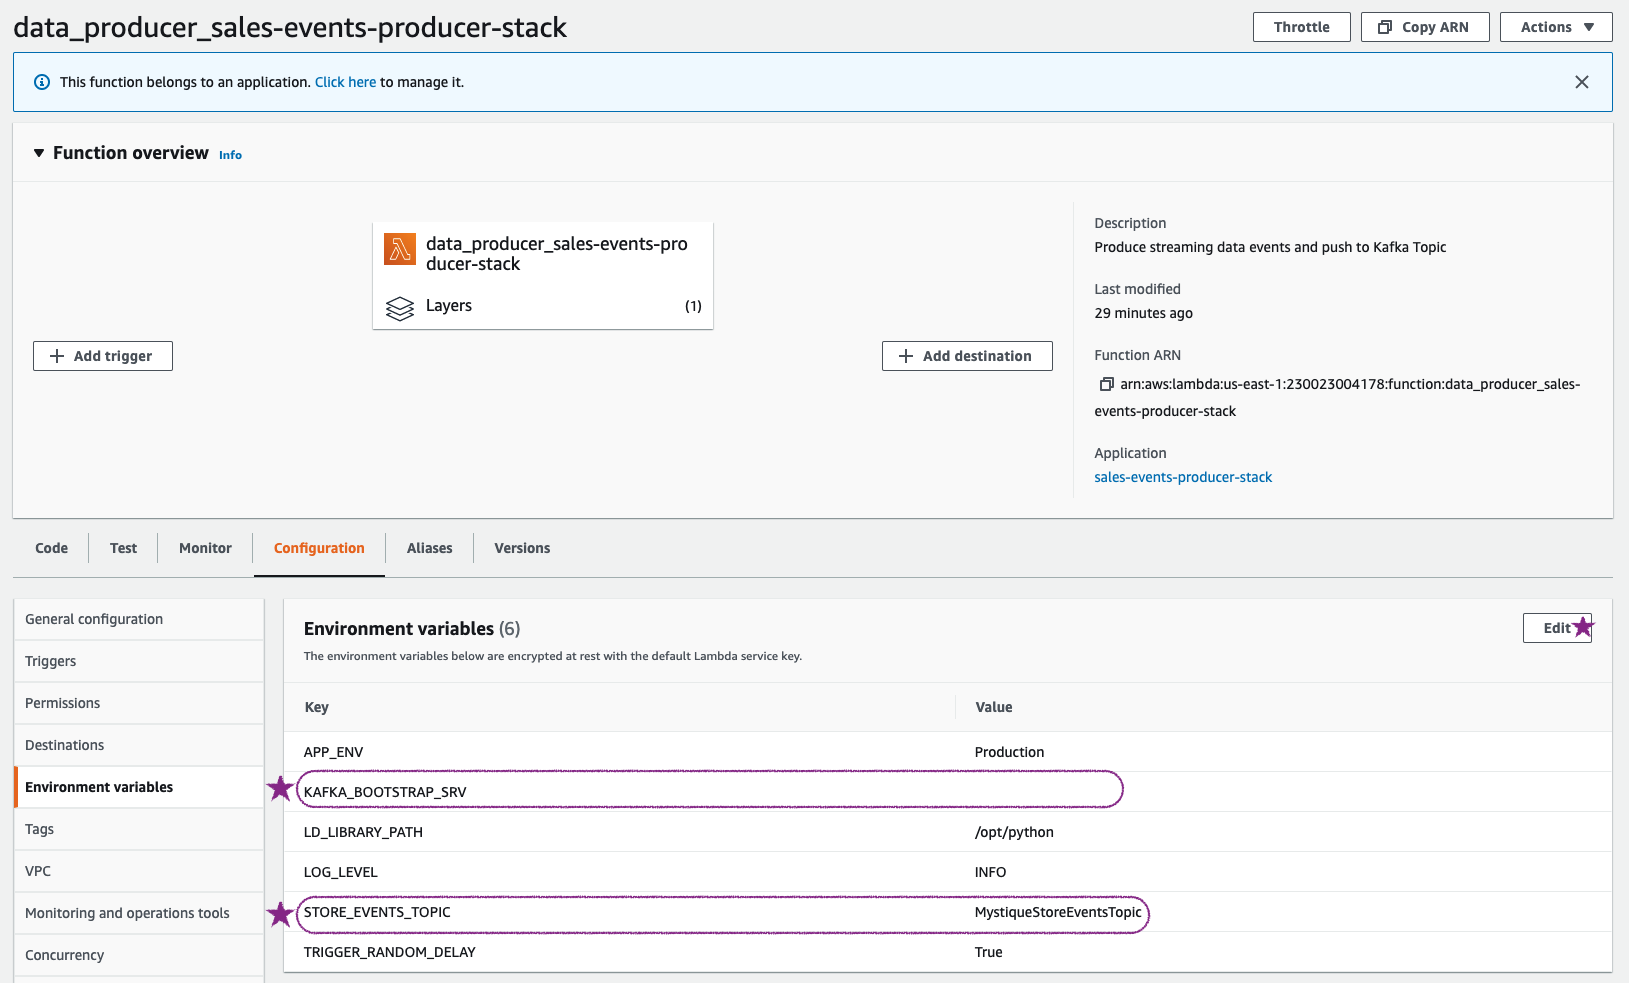 data_producer_sales-events-producer-stack
Throttle
Copy ARN
Actions
This function belongs to an application. Click here to manage it.
Function overview Info
data_producer_sales-events-pro
ducer-stack
Layers (1)
Add trigger
Add destination
Description
Produce streaming data events and push to Kafka Topic
Last modified
29 minutes ago
Function ARN
arn:aws:lambda:us-east-1:230023004178:function:data_producer_sales-
events-producer-stack
Application
sales-events-producer-stack
Code
Test
Monitor
Configuration
Aliases
Versions
General configuration
Triggers
Permissions
Destinations
Environment variables
Tags
VPC
Monitoring and operations tools
Concurrency
Environment variables (6)
Edit
The environment variables below are encrypted at rest with the default Lambda service key.
Key Value
APP_ENV Production
KAFKA_BOOTSTRAP_SRV
LD_LIBRARY_PATH /opt/python
LOG_LEVEL INFO
STORE_EVENTS_TOPIC MystiqueStoreEventsTopic
TRIGGER_RANDOM_DELAY True